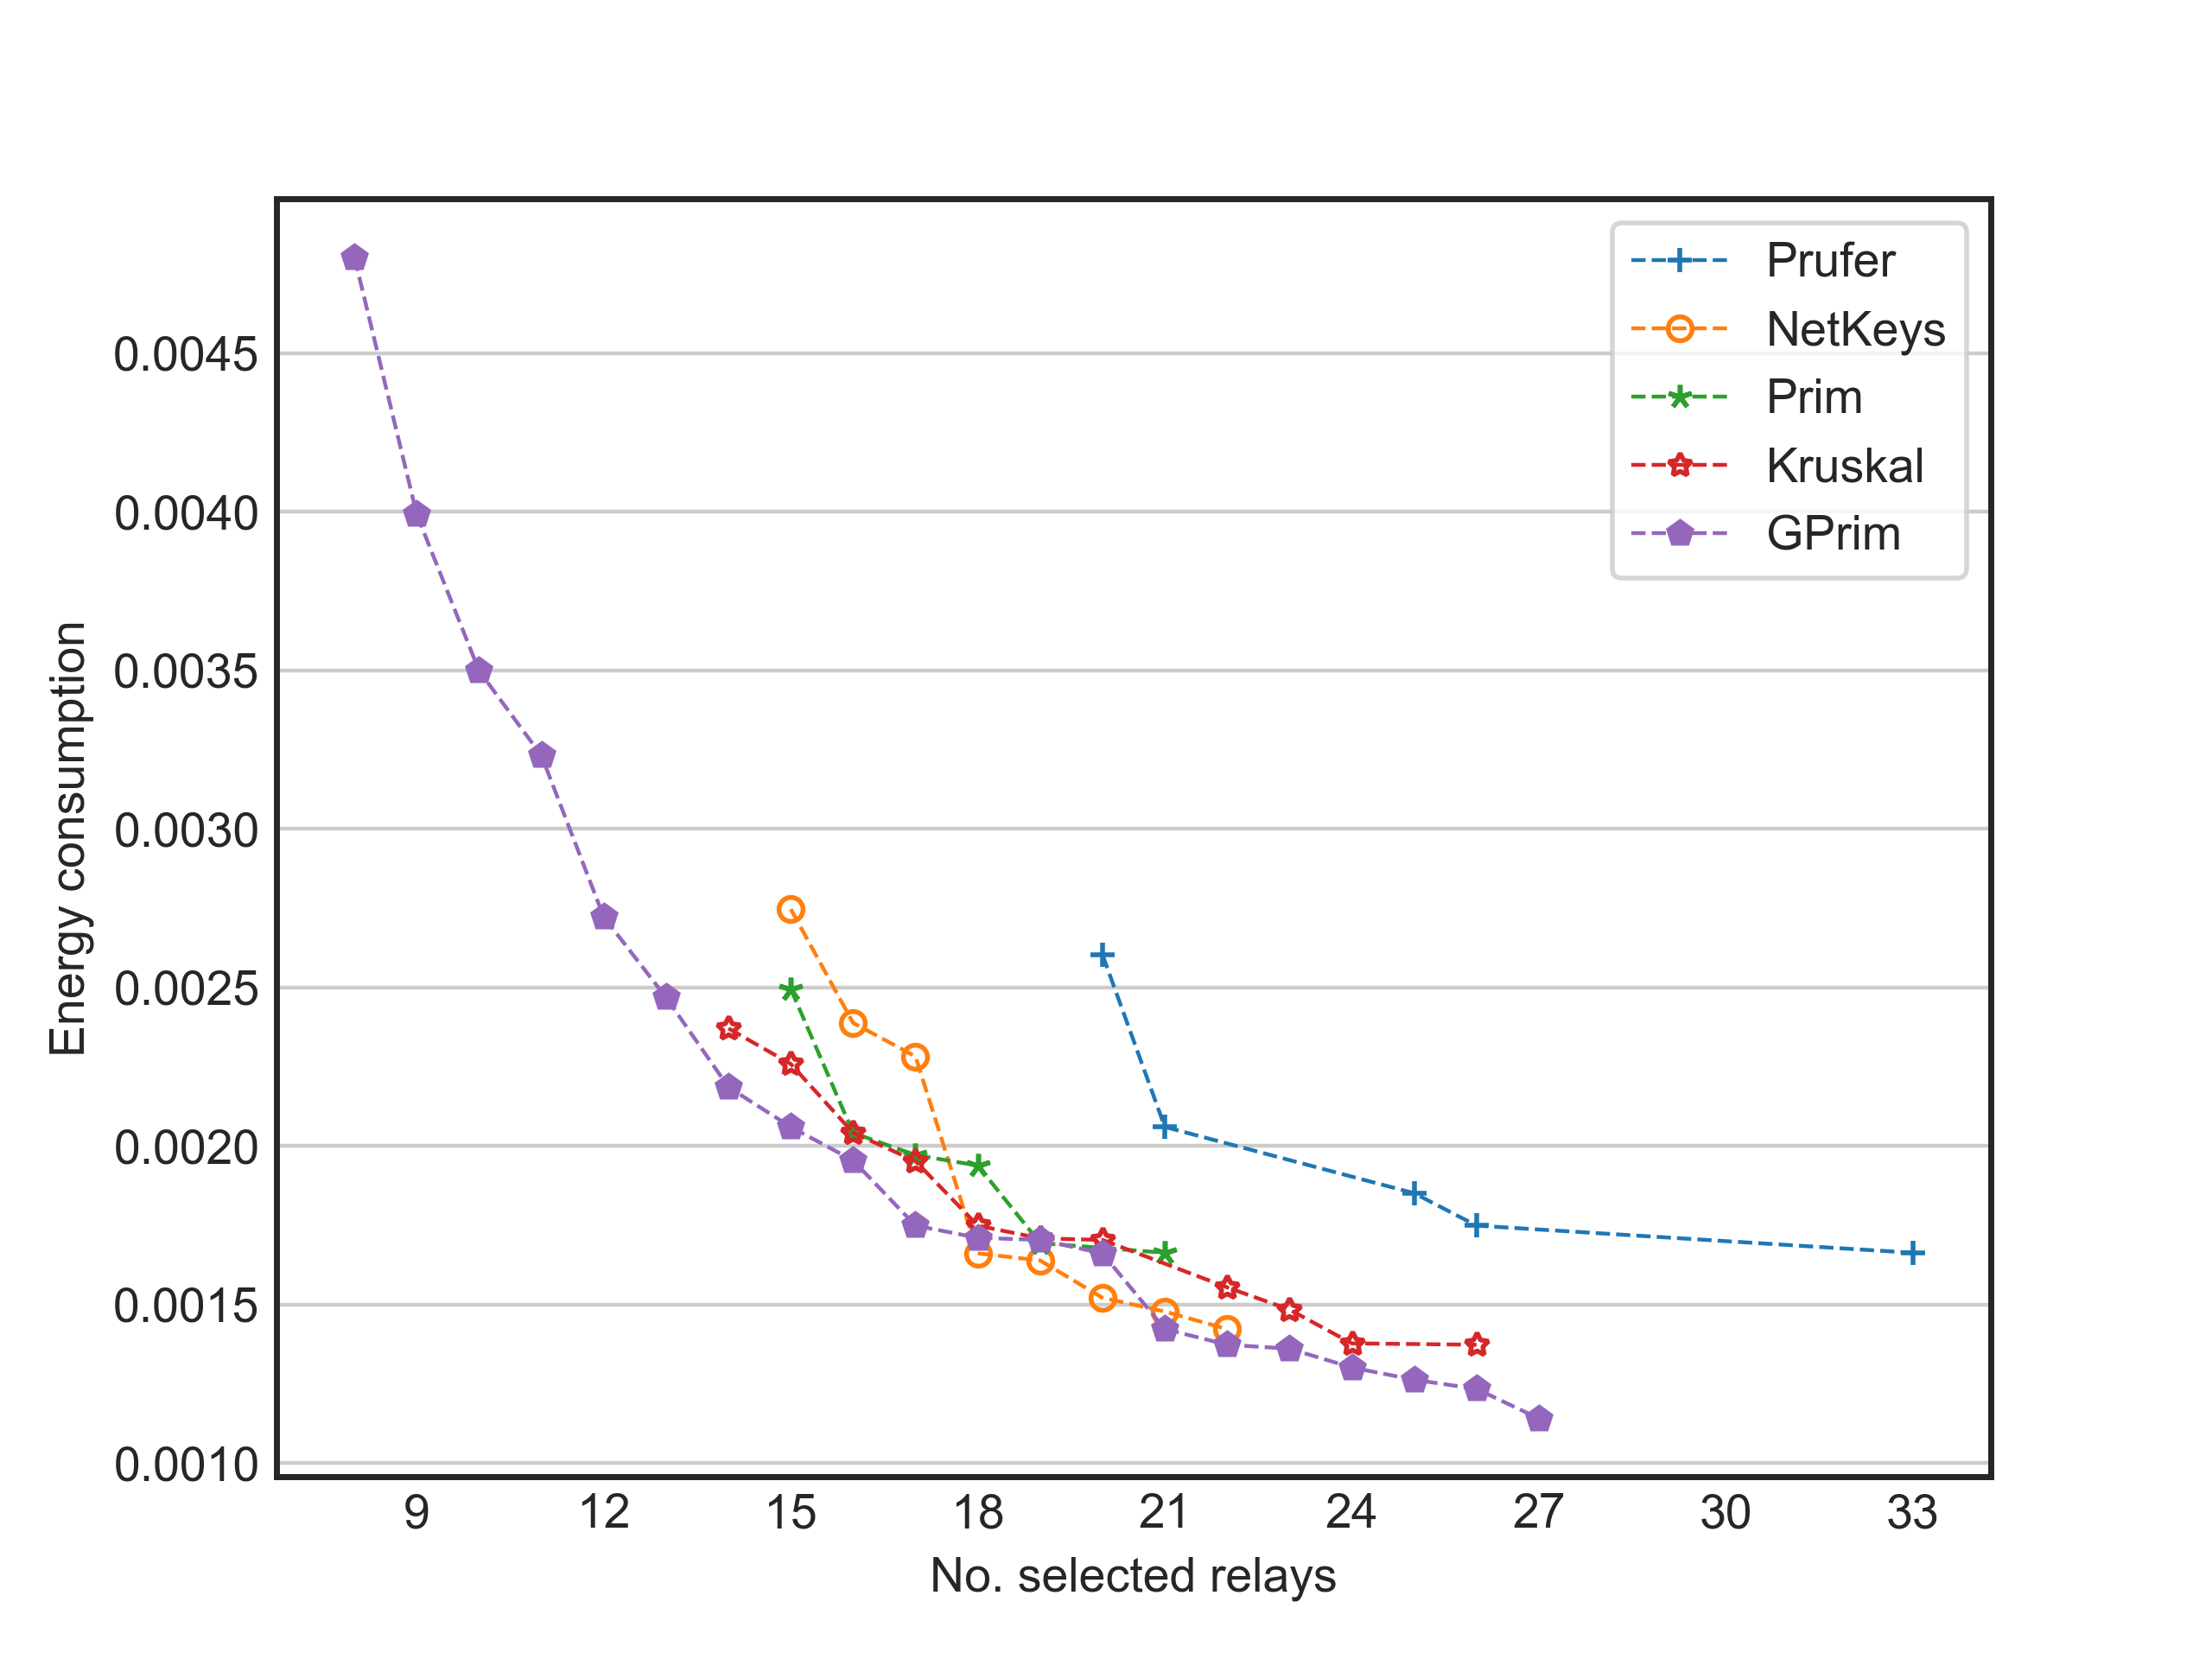 Prufer
NetKeys
Prim
Kruskal
GPrim
Energy consumption
0.0045
0.0040
0.0035
0.0030
0.0025
0.0020
0.0015
0.0010
9 12 15 18 21 24 27 30 33
No. selected relays